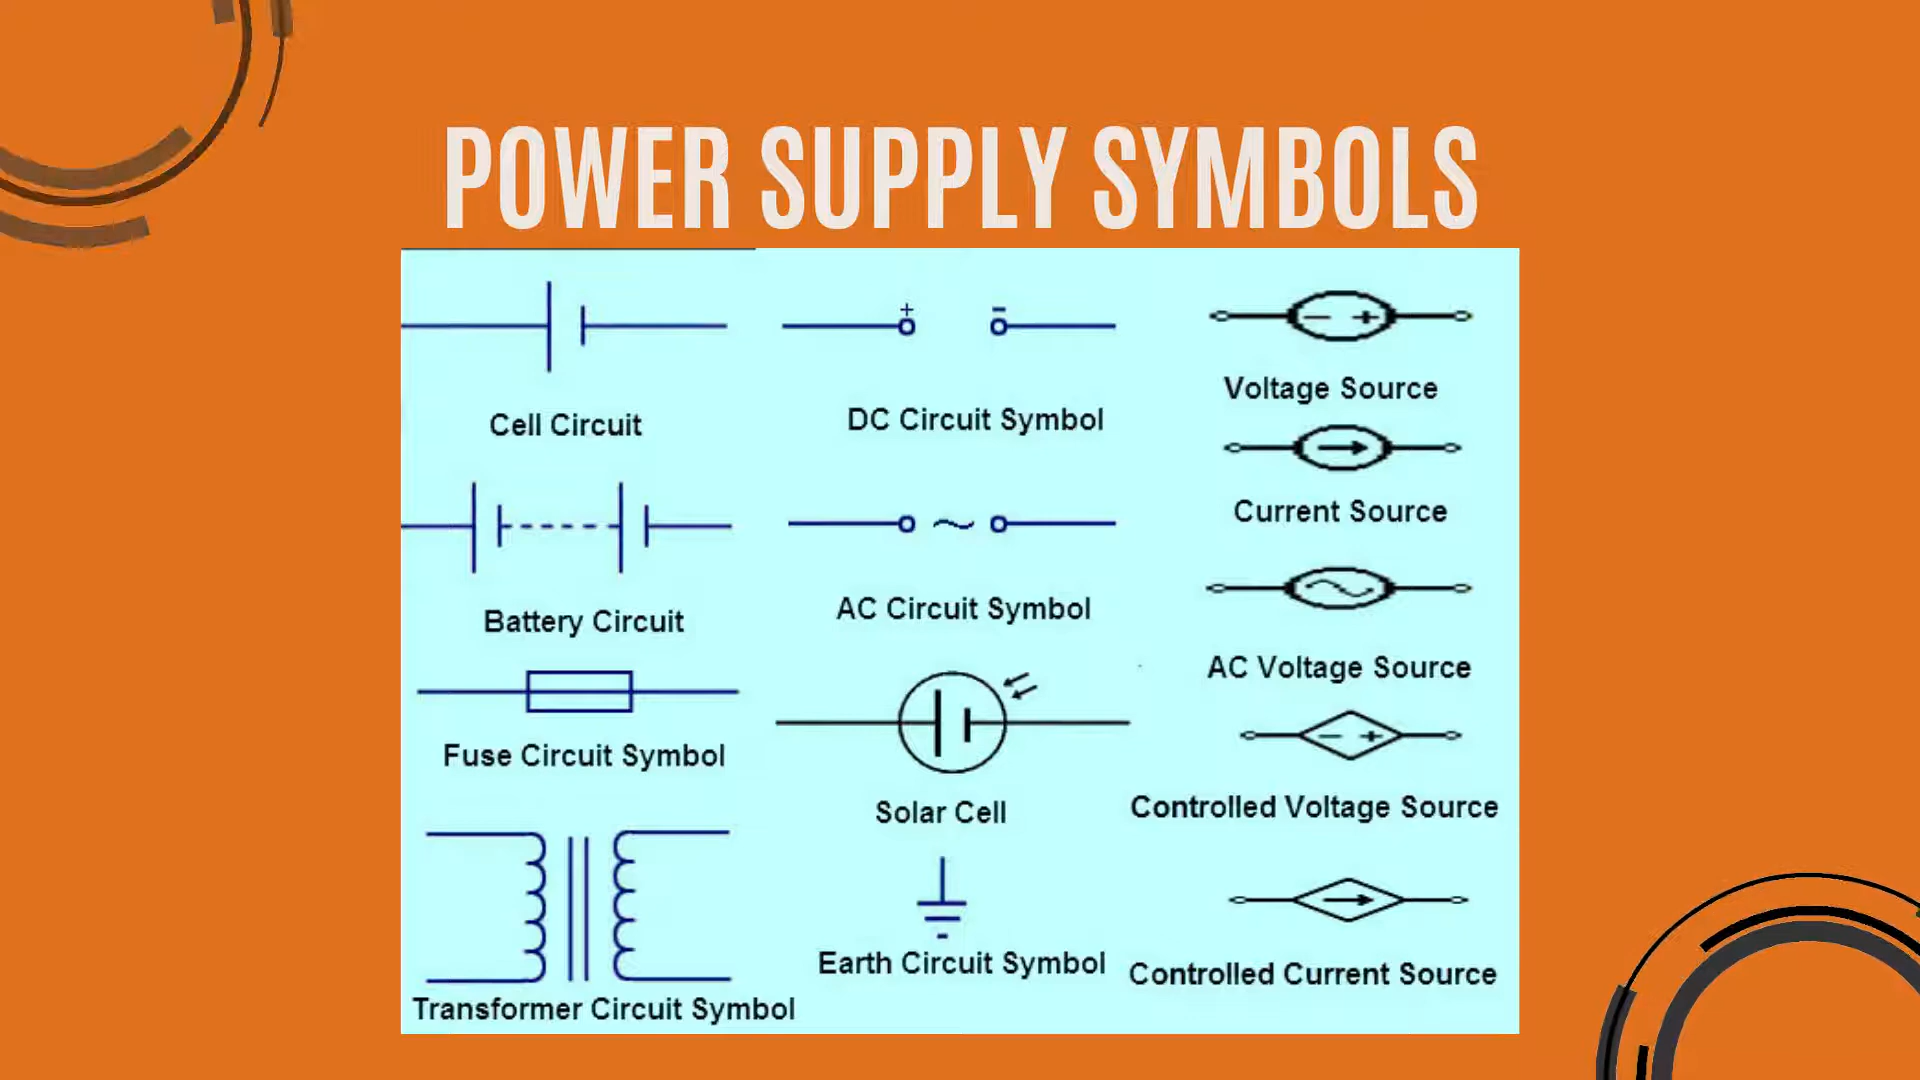 POWER SUPPLY SYMBOLS
Cell Circuit
Battery Circuit
Fuse Circuit Symbol
Transformer Circuit Symbol
+ −
DC Circuit Symbol
AC Circuit Symbol
Solar Cell
Earth Circuit Symbol
− +
Voltage Source
Current Source
AC Voltage Source
− +
Controlled Voltage Source
Controlled Current Source